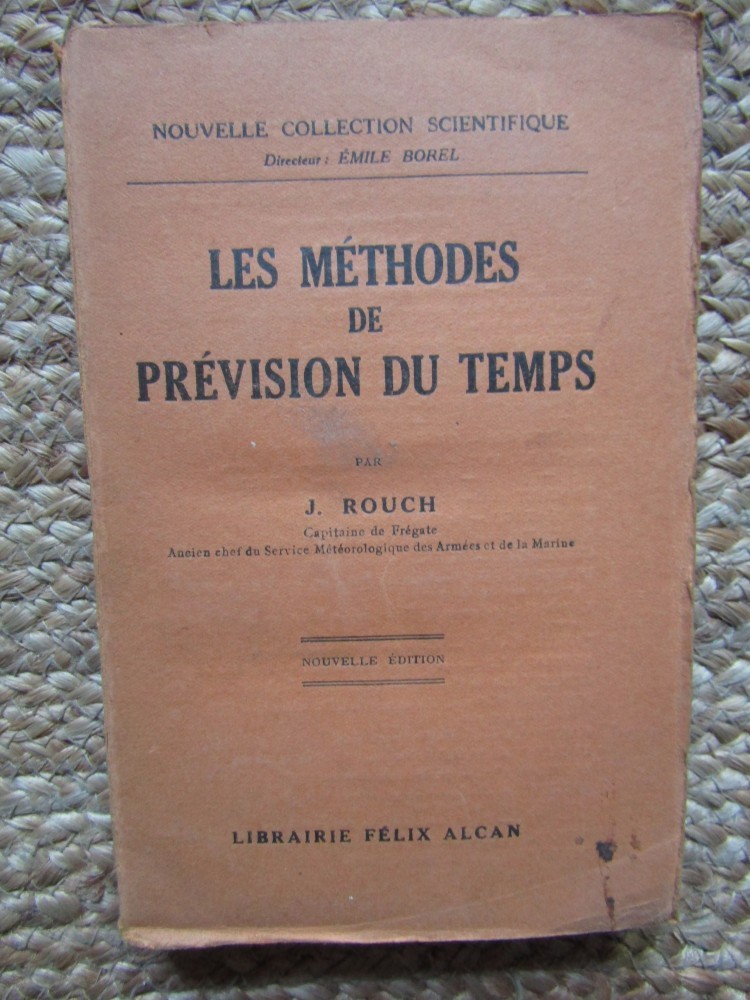 NOUVELLE COLLECTION SCIENTIFIQUE
Directeur : ÉMILE BOREL
LES MÉTHODES
DE
PRÉVISION DU TEMPS
PAR
J. ROUCH
Capitaine de Frégate
Ancien chef du Service Météorologique des Armées et de la Marine
NOUVELLE ÉDITION
LIBRAIRIE FÉLIX ALCAN